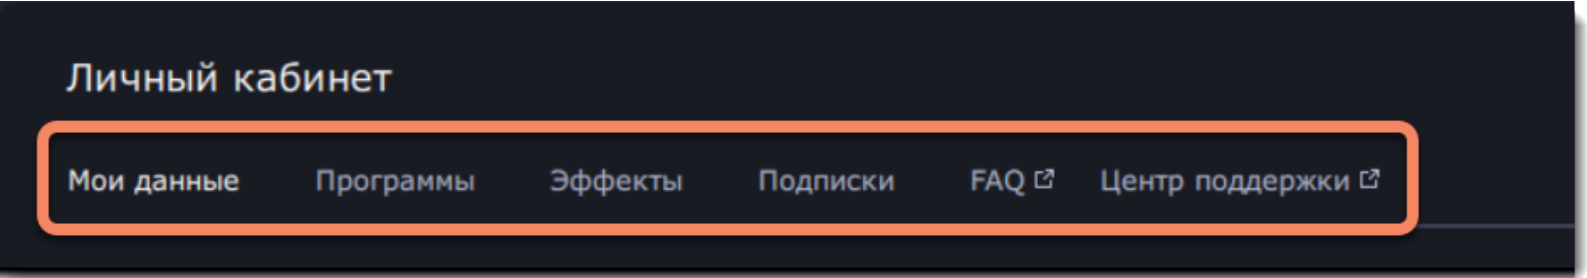 Личный кабинет
Мои данные Программы Эффекты Подписки FAQ Центр поддержки